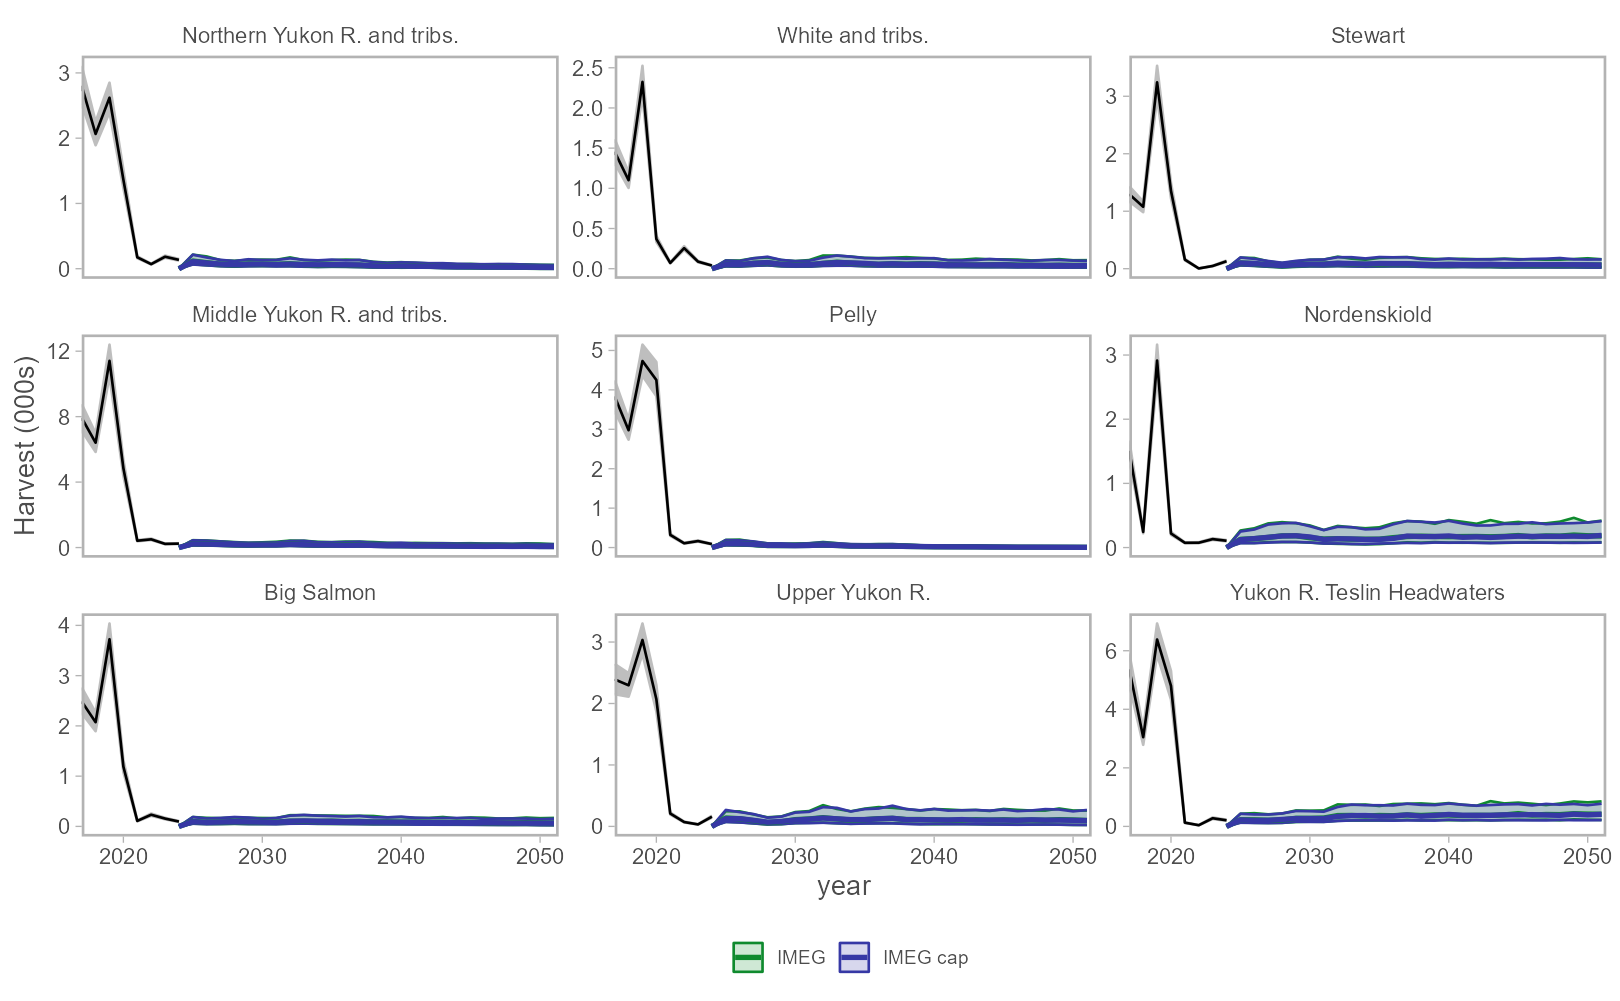 Northern Yukon R. and tribs.
White and tribs.
Stewart
3
2
1
0
2.5
2.0
1.5
1.0
0.5
0.0
3
2
1
0
Middle Yukon R. and tribs.
Pelly
Nordenskiold
Harvest (000s)
12
8
4
0
5
4
3
2
1
0
3
2
1
0
Big Salmon
Upper Yukon R.
Yukon R. Teslin Headwaters
4
3
2
1
0
3
2
1
0
6
4
2
0
2020 2030 2040 2050
2020 2030 2040 2050
2020 2030 2040 2050
year
IMEG IMEG cap